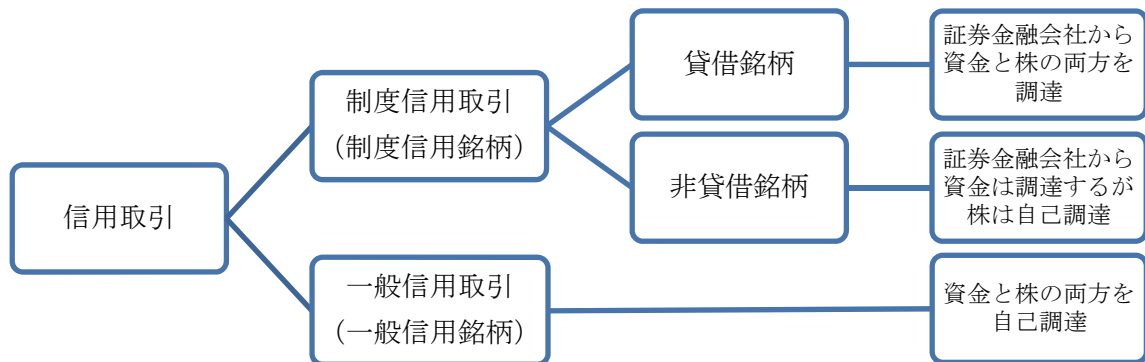 信用取引
制度信用取引
（制度信用銘柄）
貸借銘柄
証券金融会社から
資金と株の両方を
調達
非貸借銘柄
証券金融会社から
資金は調達するが
株は自己調達
一般信用取引
（一般信用銘柄）
資金と株の両方を
自己調達